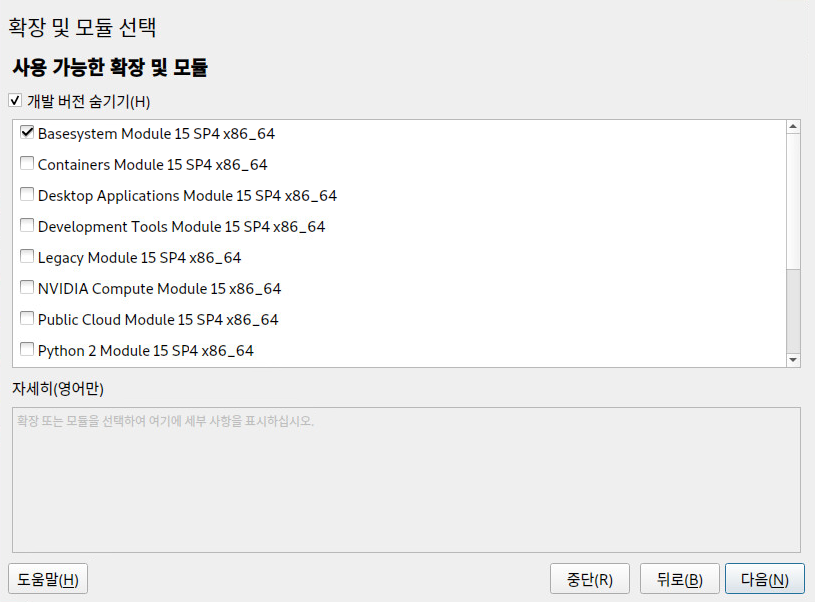 확장 및 모듈 선택
사용 가능한 확장 및 모듈
개발 버전 숨기기(H)
Basesystem Module 15 SP4 x86_64
Containers Module 15 SP4 x86_64
Desktop Applications Module 15 SP4 x86_64
Development Tools Module 15 SP4 x86_64
Legacy Module 15 SP4 x86_64
NVIDIA Compute Module 15 x86_64
Public Cloud Module 15 SP4 x86_64
Python 2 Module 15 SP4 x86_64
자세히(영어만)
확장 또는 모듈을 선택하여 여기에 세부 사항을 표시하십시오.
도움말(H) 중단(R) 뒤로(B) 다음(N)